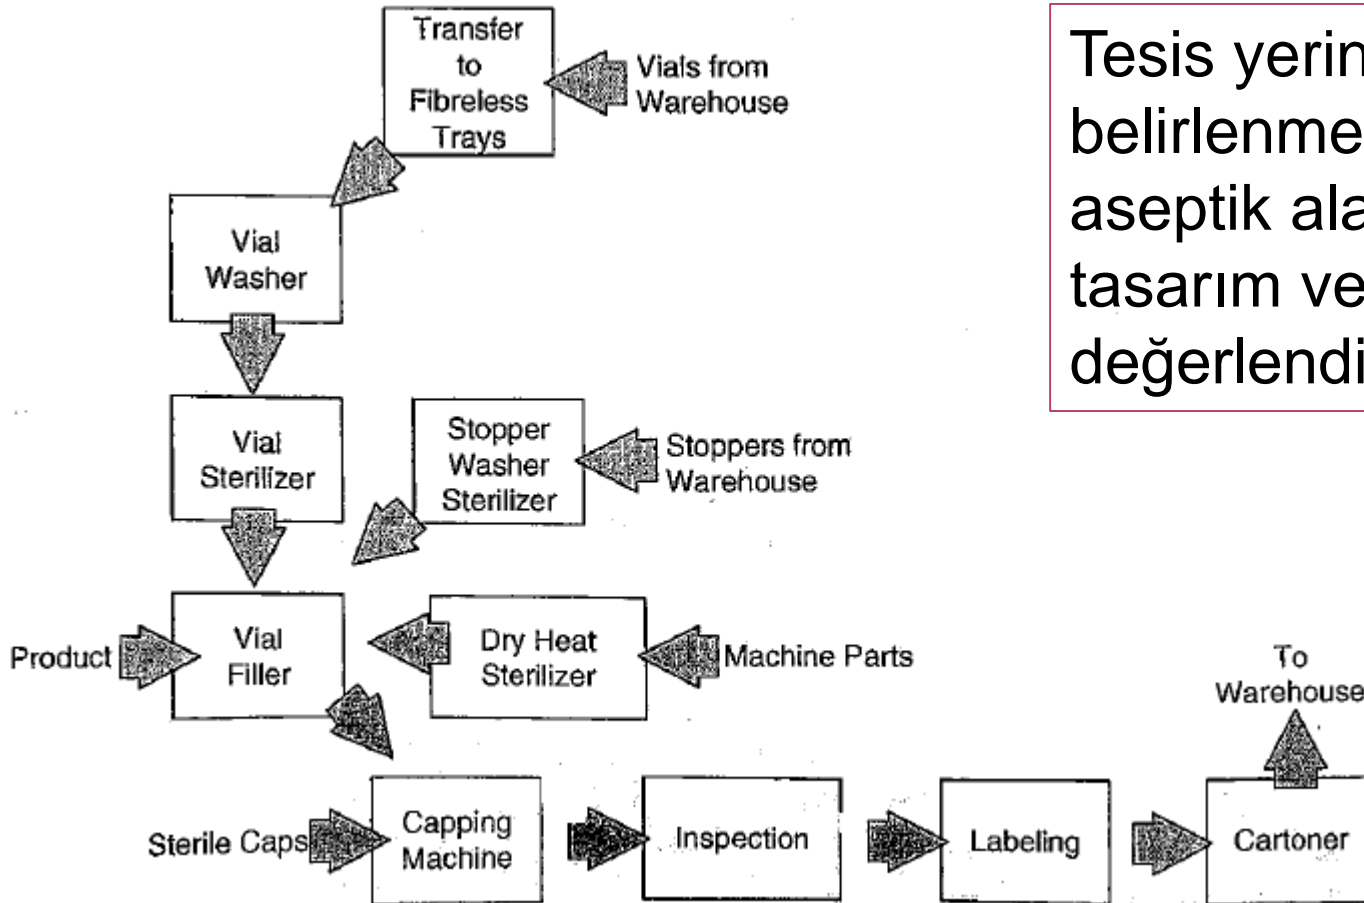 Transfer
to
Fibreless
Trays
Vials from
Warehouse
Vial
Washer
Vial
Sterilizer
Stopper
Washer
Sterilizer
Stoppers from
Warehouse
Product
Vial
Filler
Dry Heat
Sterilizer
Machine Parts
To
Warehouse
Sterile Caps
Capping
Machine
Inspection
Labeling
Cartoner
Tesis yerin
belirlenme
aseptik ala
tasarım ve
değerlendi